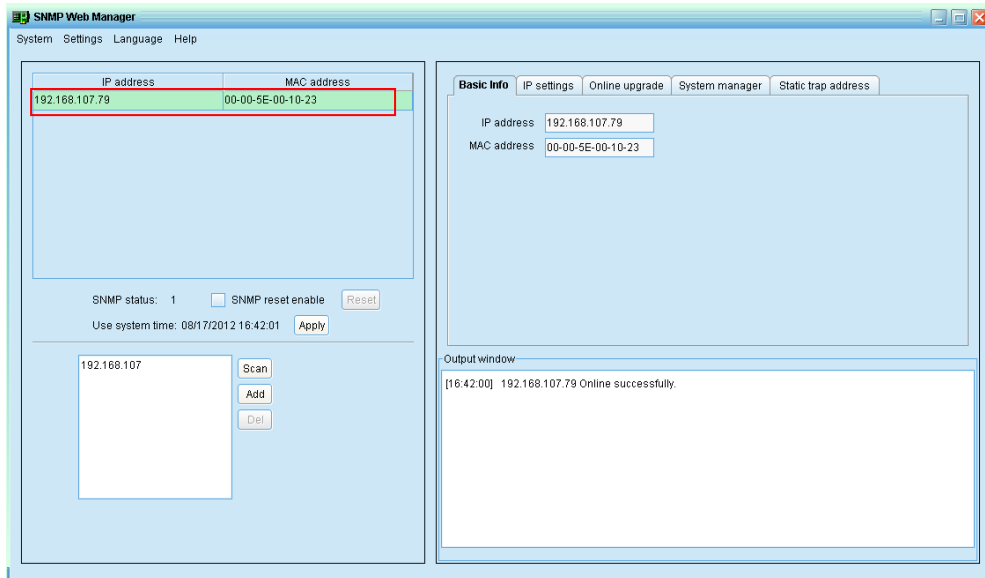 SNMP Web Manager
System Settings Language Help
IP address MAC address
192.168.107.79 00-00-5E-00-10-23
SNMP status: 1 SNMP reset enable Reset
Use system time: 08/17/2012 16:42:01 Apply
192.168.107
Scan
Add
Del
Basic Info IP settings Online upgrade System manager Static trap address
IP address 192.168.107.79
MAC address 00-00-5E-00-10-23
Output window
[16:42:00] 192.168.107.79 Online successfully.